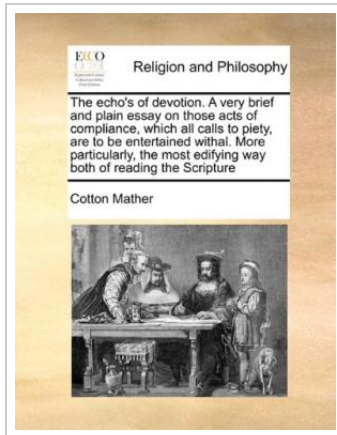 ECCO
Religion and Philosophy
The echo's of devotion. A very brief
and plain essay on those acts of
compliance, which all calls to piety,
are to be entertained withal. More
particularly, the most edifying way
both of reading the Scripture
Cotton Mather